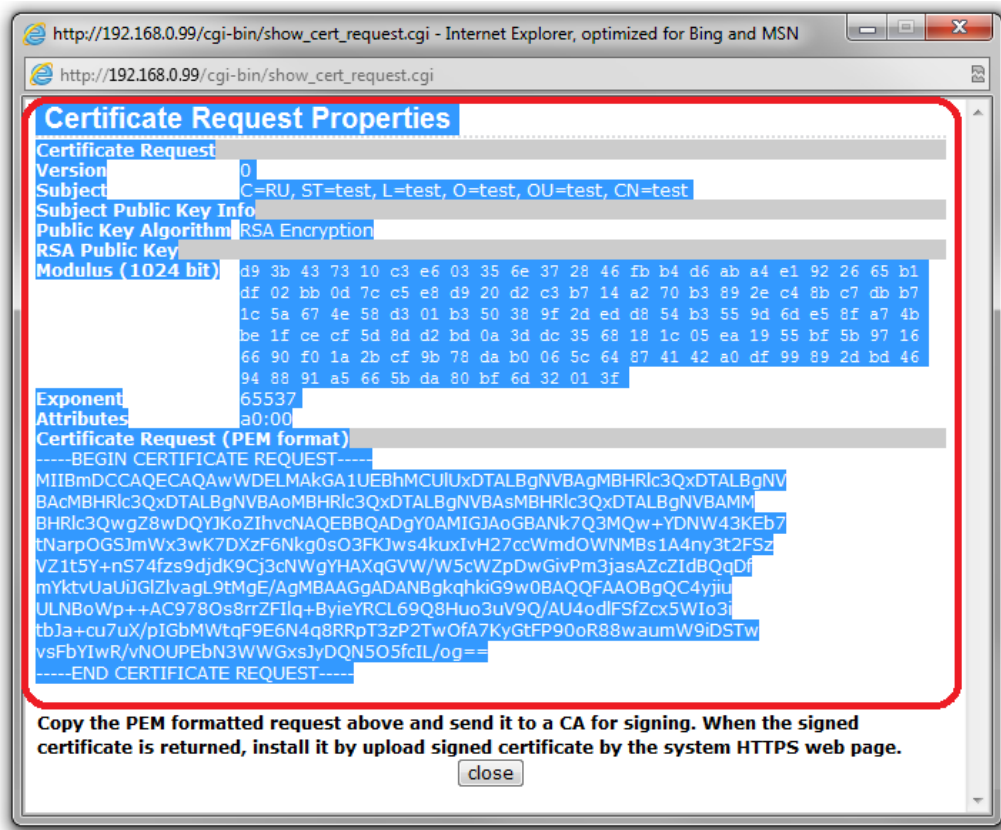 http://192.168.0.99/cgi-bin/show_cert_request.cgi - Internet Explorer, optimized for Bing and MSN
http://192.168.0.99/cgi-bin/show_cert_request.cgi
Certificate Request Properties
Certificate Request
Version 0
Subject C=RU, ST=test, L=test, O=test, OU=test, CN=test
Subject Public Key Info
Public Key Algorithm RSA Encryption
RSA Public Key
Modulus (1024 bit) d9 3b 43 73 10 c3 e6 03 35 6e 37 28 46 fb b4 d6 ab a4 e1 92 26 65 b1
df 02 bb 0d 7c c5 e8 d9 20 d2 c3 b7 14 a2 70 b3 89 2e c4 8b c7 db b7
1c 5a 67 4e 58 d3 01 b3 50 38 9f 2d ed d8 54 b3 55 9d 6d e5 8f a7 4b
be 1f ce cf 5d 8d d2 bd 0a 3d dc 35 68 18 1c 05 ea 19 55 bf 5b 97 16
66 90 f0 1a 2b cf 9b 78 da b0 06 5c 64 87 41 42 a0 df 99 89 2d bd 46
94 88 91 a5 66 5b da 80 bf 6d 32 01 3f
Exponent 65537
Attributes a0:00
Certificate Request (PEM format)
-----BEGIN CERTIFICATE REQUEST-----
MIIBmDCCAQECAQAwWDELMAkGA1UEBhMCUlUxDTALBgNVBAgMBHRlc3QxDTALBgNV
BAcMBHRlc3QxDTALBgNVBAoMBHRlc3QxDTALBgNVBAsMBHRlc3QxDTALBgNVBAMM
BHRlc3QwgZ8wDQYJKoZIhvcNAQEBBQADgY0AMIGJAoGBANk7Q3MQw+YDNW43KEb7
tNarpOGSJmWx3wK7DXzF6Nkg0sO3FKJws4kuxIvH27ccWmdOWNMBs1A4ny3t2FSz
VZ1t5Y+nS74fzs9djdK9Cj3cNWgYHAXqGVW/W5cWZpDwGivPm3jasAZcZIdBQqDf
mYktvUaUiJGlZlvagL9tMgE/AgMBAAGgADANBgkqhkiG9w0BAQQFAAOBgQC4yjiu
ULNBoWp++AC978Os8rrZFIlq+ByieYRCL69Q8Huo3uV9Q/AU4odlFSfZcx5WIo3i
tbJa+cu7uX/pIGbMWtqF9E6N4q8RRpT3zP2TwOfA7KyGtFP90oR88waumW9iDSTw
vsFbYIwR/vNOUPEbN3WWGxsJyDQN5O5fcIL/og==
-----END CERTIFICATE REQUEST-----
Copy the PEM formatted request above and send it to a CA for signing. When the signed
certificate is returned, install it by upload signed certificate by the system HTTPS web page.
close